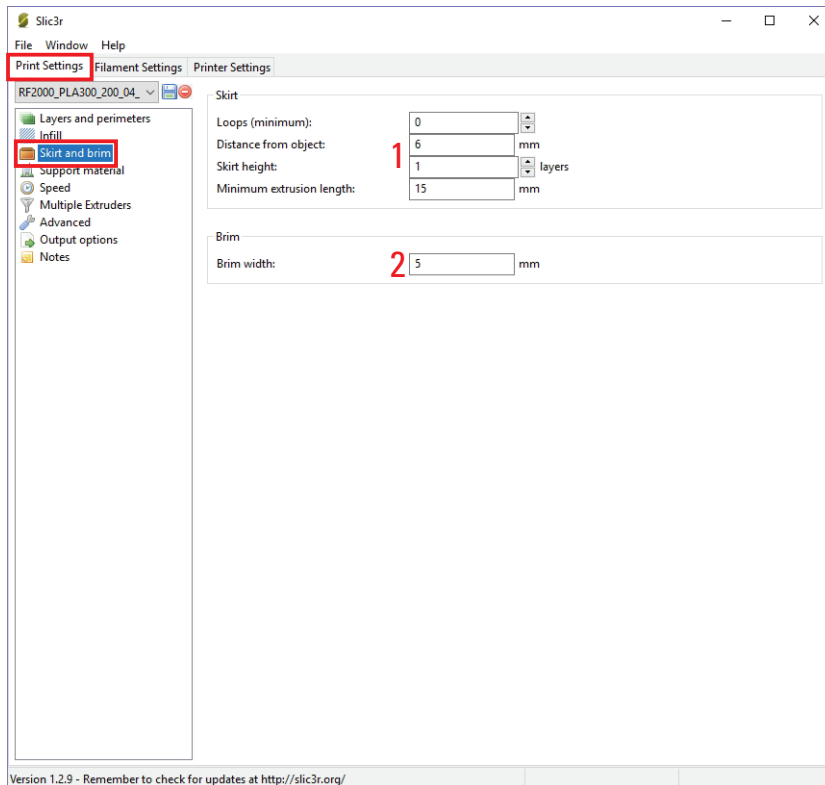 Slic3r
File Window Help
Print Settings Filament Settings Printer Settings
RF2000_PLA300_200_04_
Layers and perimeters
Infill
Skirt and brim
Support material
Speed
Multiple Extruders
Advanced
Output options
Notes
Skirt
Loops (minimum): 0
Distance from object: 6 mm
1
Skirt height: 1 layers
Minimum extrusion length: 15 mm
Brim
Brim width: 2 5 mm
Version 1.2.9 - Remember to check for updates at http://slic3r.org/